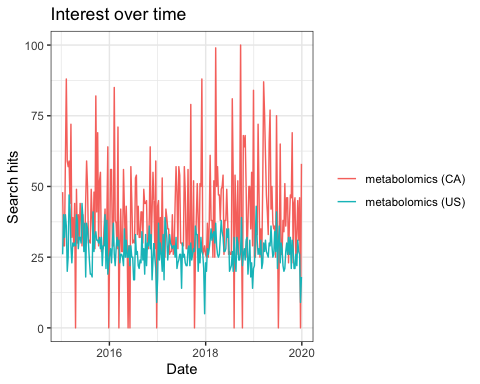 Interest over time
Search hits
100
75
50
25
0
2016
2018
2020
Date
metabolomics (CA)
metabolomics (US)